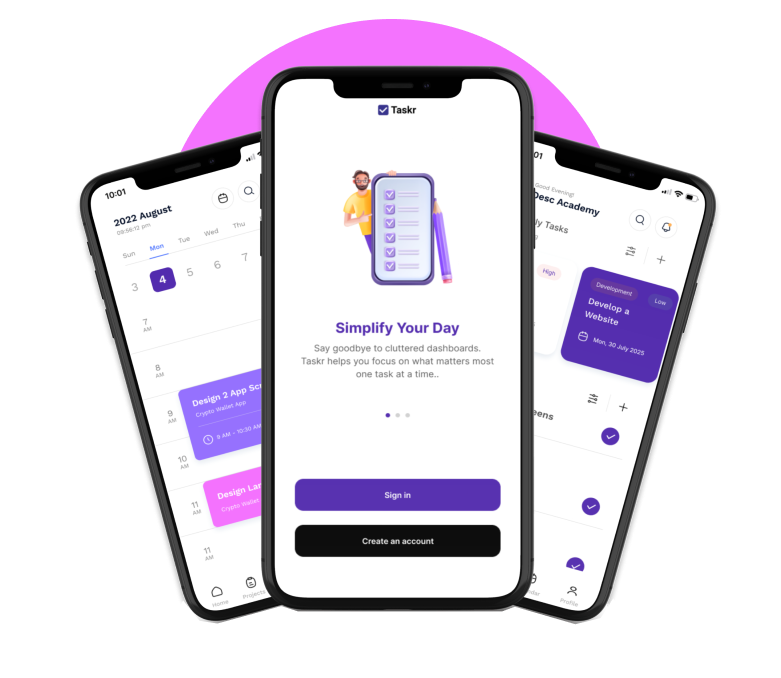 10:01
2022 August
09:56:12 pm
Sun Mon Tue Wed Thu
3 4 5 6 7
7
AM
8
AM
9
AM
Design 2 App Scr
Crypto Wallet App
9 AM - 10:30 AM
10
AM
11
AM
Design Lan
Crypto Wallet
11
AM
Home Projects
Taskr
Simplify Your Day
Say goodbye to cluttered dashboards.
Taskr helps you focus on what matters most
one task at a time..
Sign in
Create an account
01
Good Evening!
Desc Academy
ly Tasks
High
Development Low
Develop a
Website
Mon, 30 July 2025
eens
dar Profile